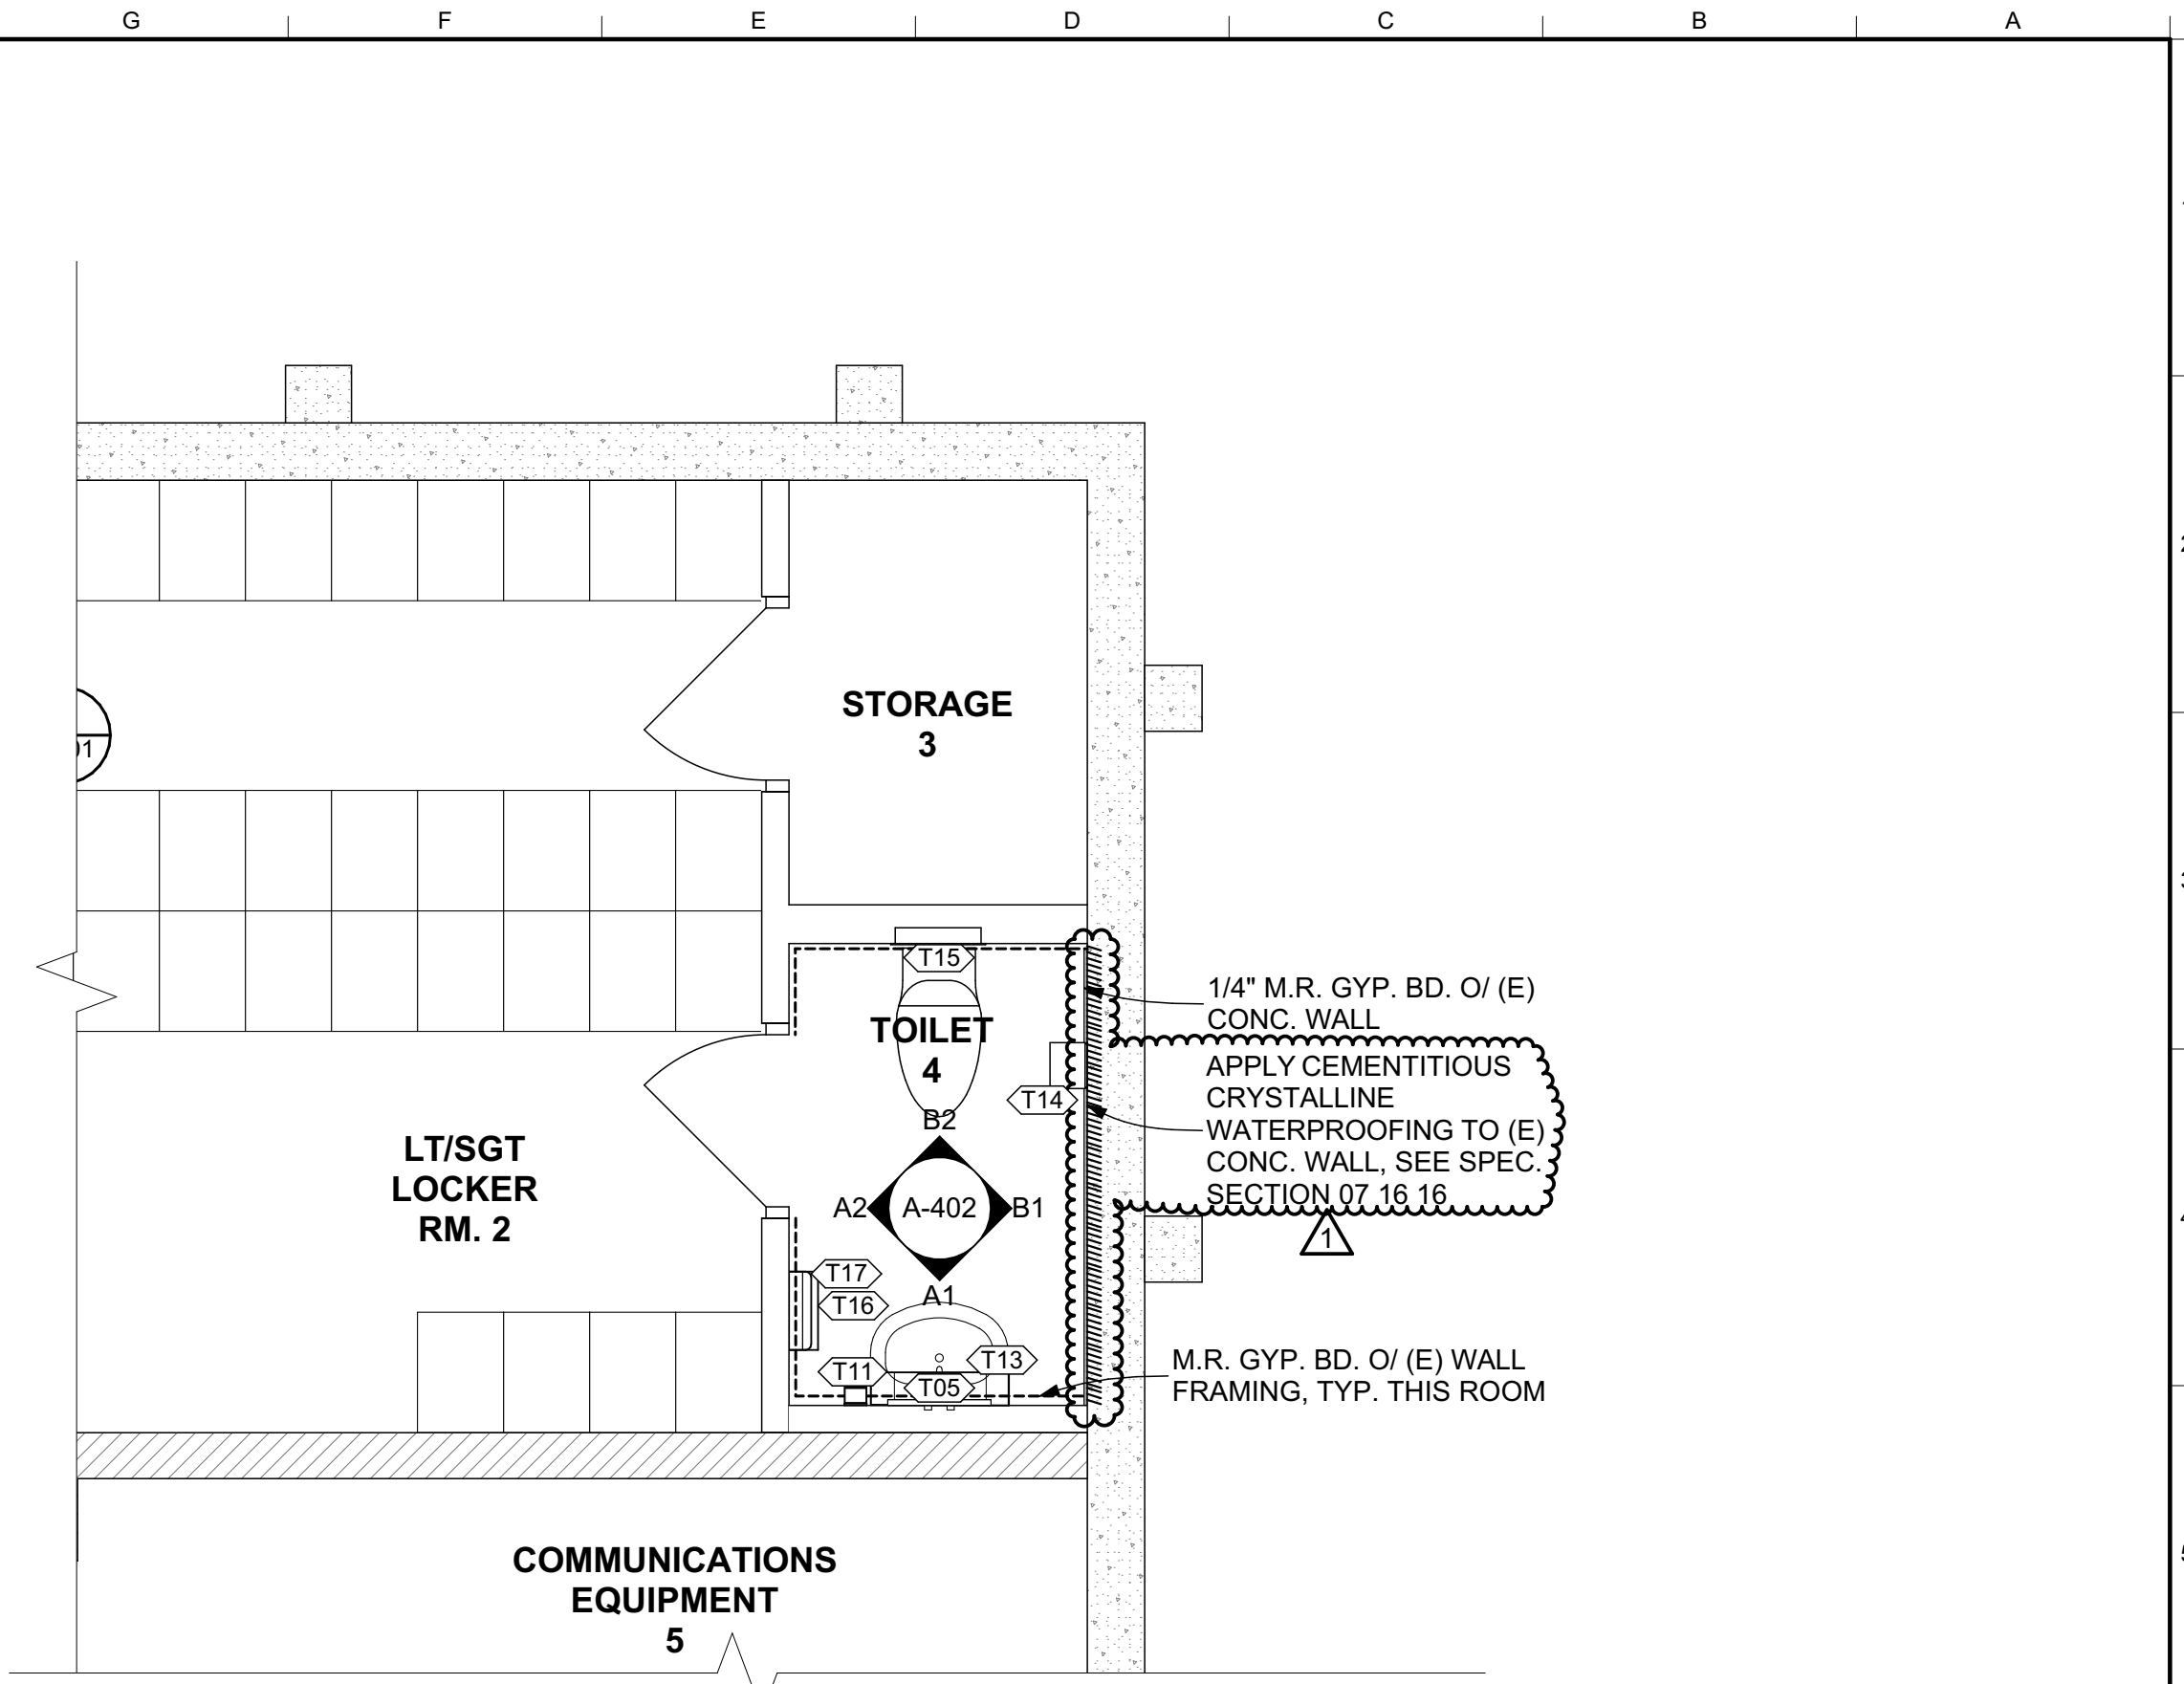 G F E D C B A
STORAGE
3
T15
1/4" M.R. GYP. BD. O/ (E)
CONC. WALL
TOILET
4
APPLY CEMENTITIOUS
CRYSTALLINE
WATERPROOFING TO (E)
CONC. WALL, SEE SPEC.
SECTION 07 16 16
T14
B2
LT/SGT
LOCKER
RM. 2
A2 A-402 B1
1
T17
A1
T16
T13
M.R. GYP. BD. O/ (E) WALL
FRAMING, TYP. THIS ROOM
T11
T05
COMMUNICATIONS
EQUIPMENT
5